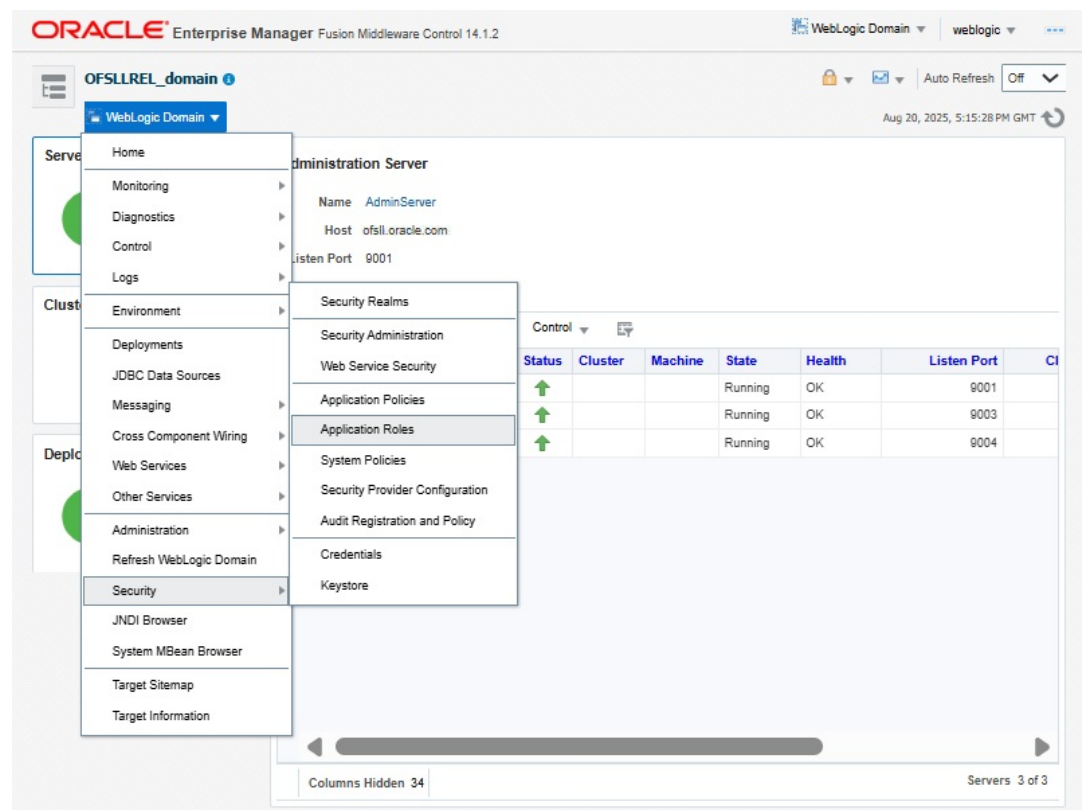 ORACLE Enterprise Manager Fusion Middleware Control 14.1.2
WebLogic Domain
weblogic
OFSLLREL_domain
Auto Refresh Off
WebLogic Domain
Aug 20, 2025, 5:15:28 PM GMT
Home
Monitoring
Diagnostics
Control
Logs
Environment
Deployments
JDBC Data Sources
Messaging
Cross Component Wiring
Web Services
Other Services
Administration
Refresh WebLogic Domain
Security
JNDI Browser
System MBean Browser
Target Sitemap
Target Information
Security Realms
Security Administration
Web Service Security
Application Policies
Application Roles
System Policies
Security Provider Configuration
Audit Registration and Policy
Credentials
Keystore
Serve
Clust
Deplo
dministration Server
Name AdminServer
Host ofsll.oracle.com
isten Port 9001
Control
Status Cluster Machine State Health Listen Port Cl
Running OK 9001
Running OK 9003
Running OK 9004
Columns Hidden 34
Servers 3 of 3